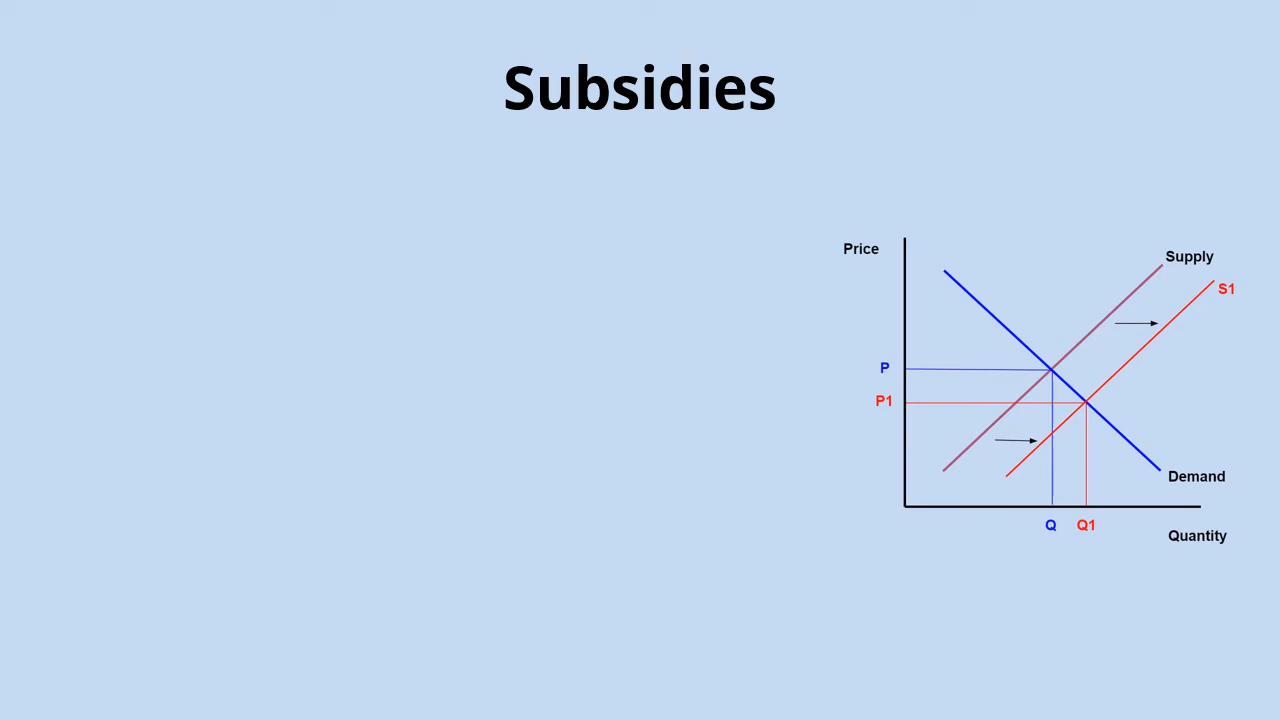 Subsidies
Price
Supply
S1
P
P1
Demand
Q
Q1
Quantity